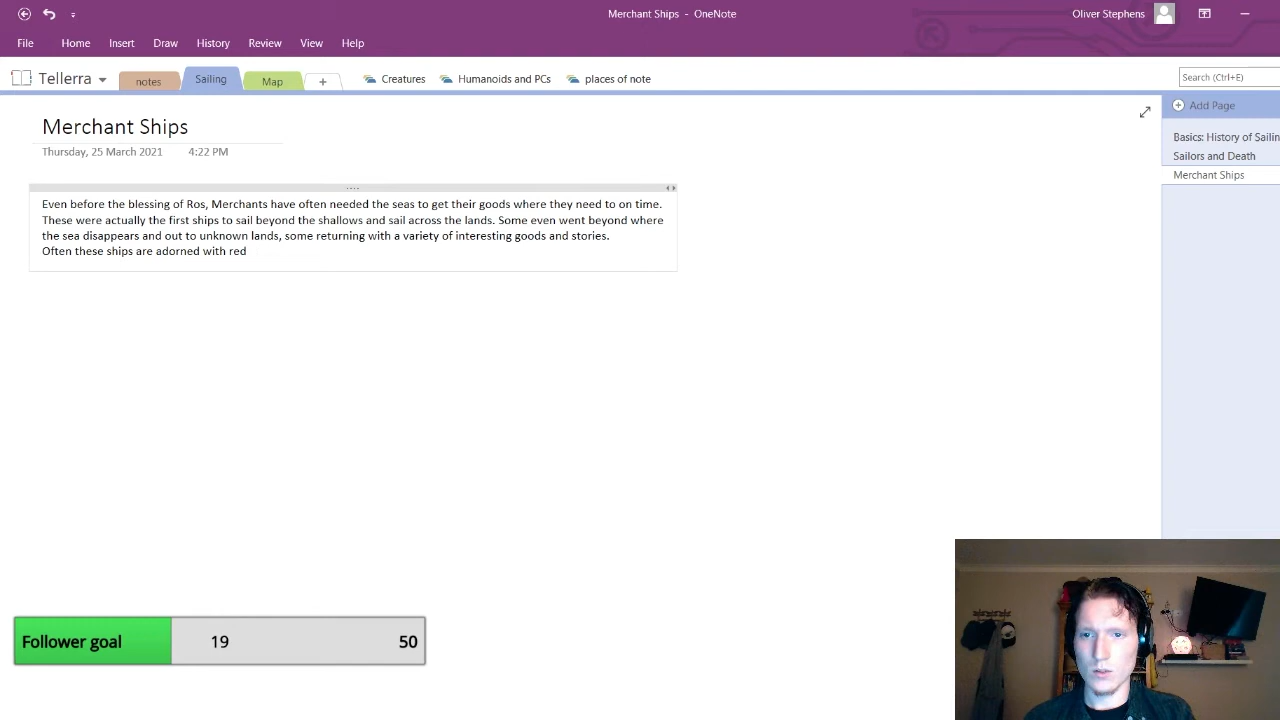 Merchant Ships - OneNote
Oliver Stephens
File Home Insert Draw History Review View Help
Tellerra
notes
Sailing
Map
+
Creatures
Humanoids and PCs
places of note
Search (Ctrl+E)
Merchant Ships
Thursday, 25 March 2021 4:22 PM
Add Page
Basics: History of Sailin
Sailors and Death
Merchant Ships
Even before the blessing of Ros, Merchants have often needed the seas to get their goods where they need to on time.
These were actually the first ships to sail beyond the shallows and sail across the lands. Some even went beyond where
the sea disappears and out to unknown lands, some returning with a variety of interesting goods and stories.
Often these ships are adorned with red
Follower goal 19 50